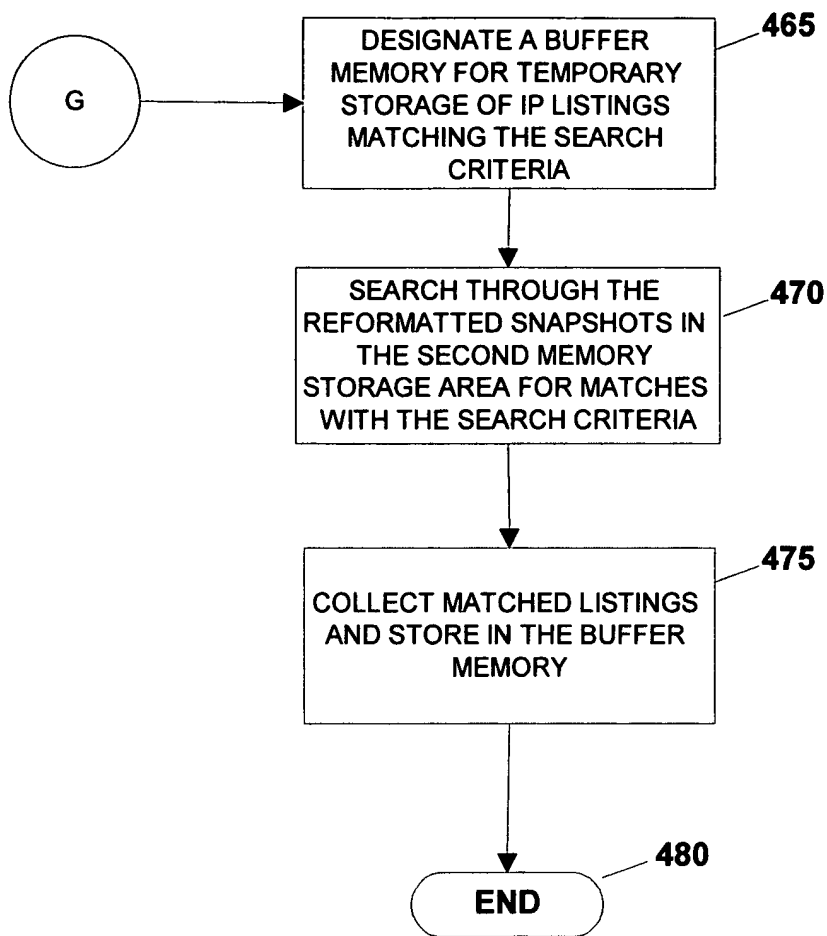 G
DESIGNATE A BUFFER
MEMORY FOR TEMPORARY
STORAGE OF IP LISTINGS
MATCHING THE SEARCH
CRITERIA
465
SEARCH THROUGH THE
REFORMATTED SNAPSHOTS IN
THE SECOND MEMORY
STORAGE AREA FOR MATCHES
WITH THE SEARCH CRITERIA
470
COLLECT MATCHED LISTINGS
AND STORE IN THE BUFFER
MEMORY
475
END
480